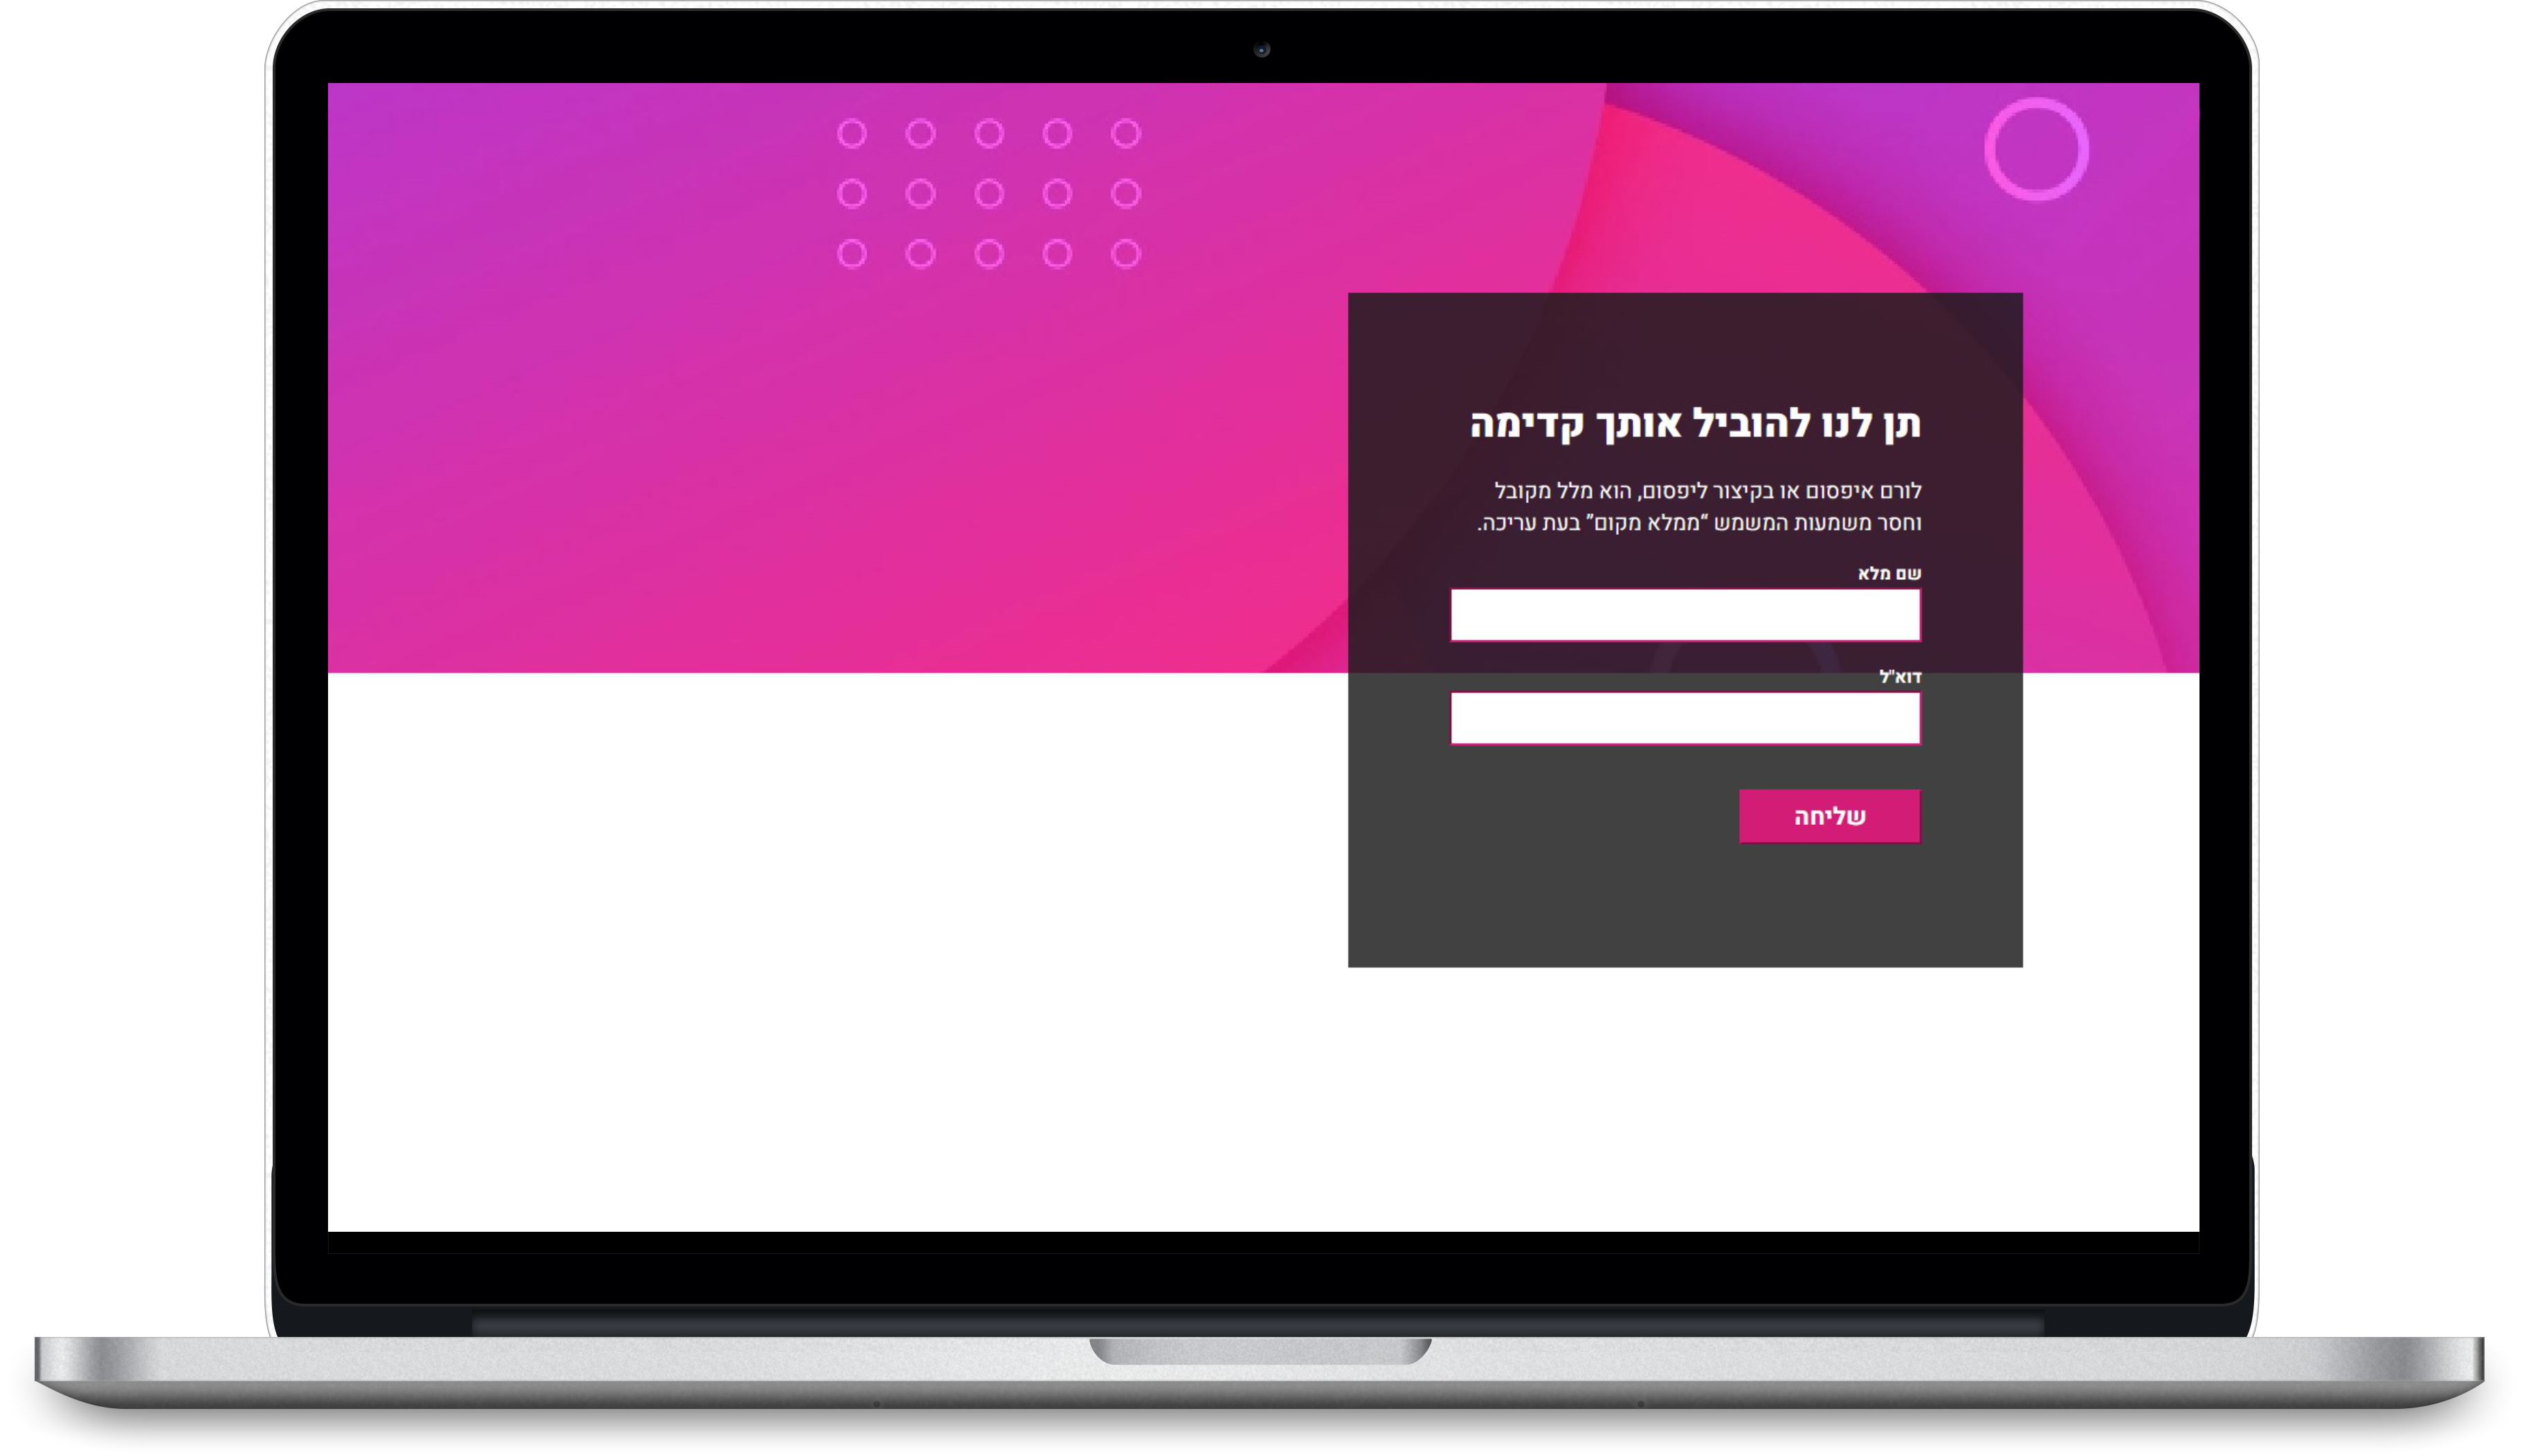 תן לנו להוביל אותך קדימה
לורם איפסום או בקיצור ליפסום, הוא מלל מקובל
וחסר משמעות המשמש “ממלא מקום” בעת עריכה.
שם מלא
דוא"ל
שליחה